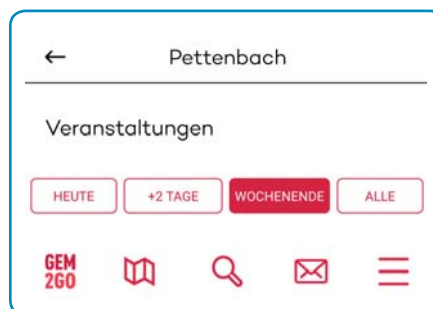 Pettenbach
Veranstaltungen
HEUTE +2 TAGE WOCHENENDE ALLE
GEM
2GO